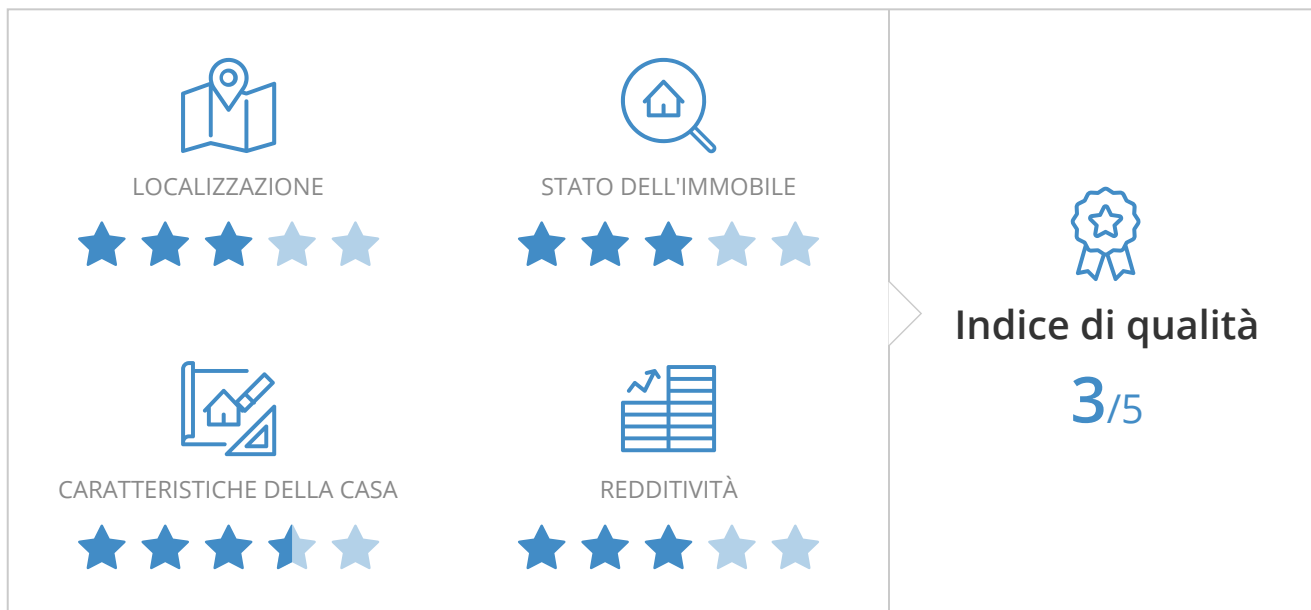 LOCALIZZAZIONE
STATO DELL'IMMOBILE
CARATTERISTICHE DELLA CASA
REDDITIVITÀ
Indice di qualità
3/5